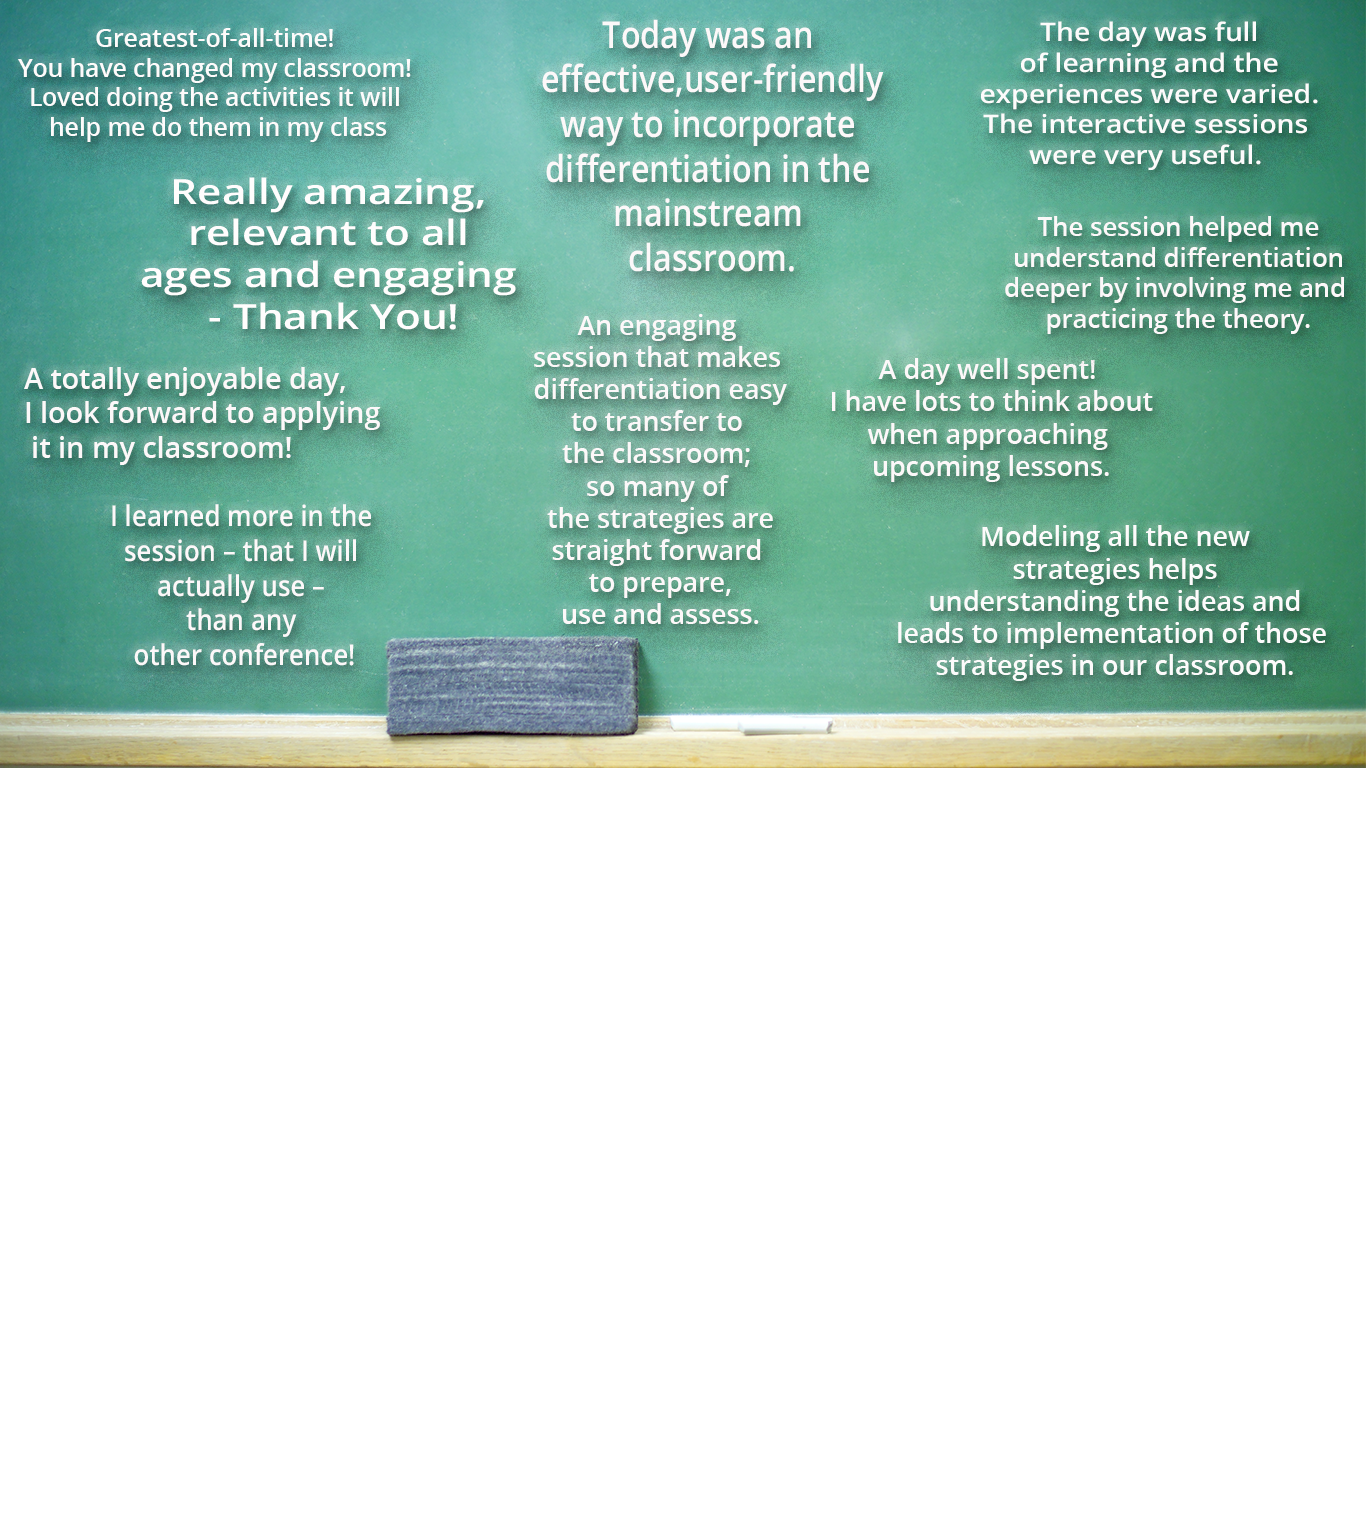 Greatest-of-all-time!
You have changed my classroom!
Loved doing the activities it will
help me do them in my class
Really amazing,
relevant to all
ages and engaging
- Thank You!
A totally enjoyable day,
I look forward to applying
it in my classroom!
I learned more in the
session – that I will
actually use –
than any
other conference!
Today was an
effective,user-friendly
way to incorporate
differentiation in the
mainstream
classroom.
An engaging
session that makes
differentiation easy
to transfer to
the classroom;
so many of
the strategies are
straight forward
to prepare,
use and assess.
The day was full
of learning and the
experiences were varied.
The interactive sessions
were very useful.
The session helped me
understand differentiation
deeper by involving me and
practicing the theory.
A day well spent!
I have lots to think about
when approaching
upcoming lessons.
Modeling all the new
strategies helps
understanding the ideas and
leads to implementation of those
strategies in our classroom.